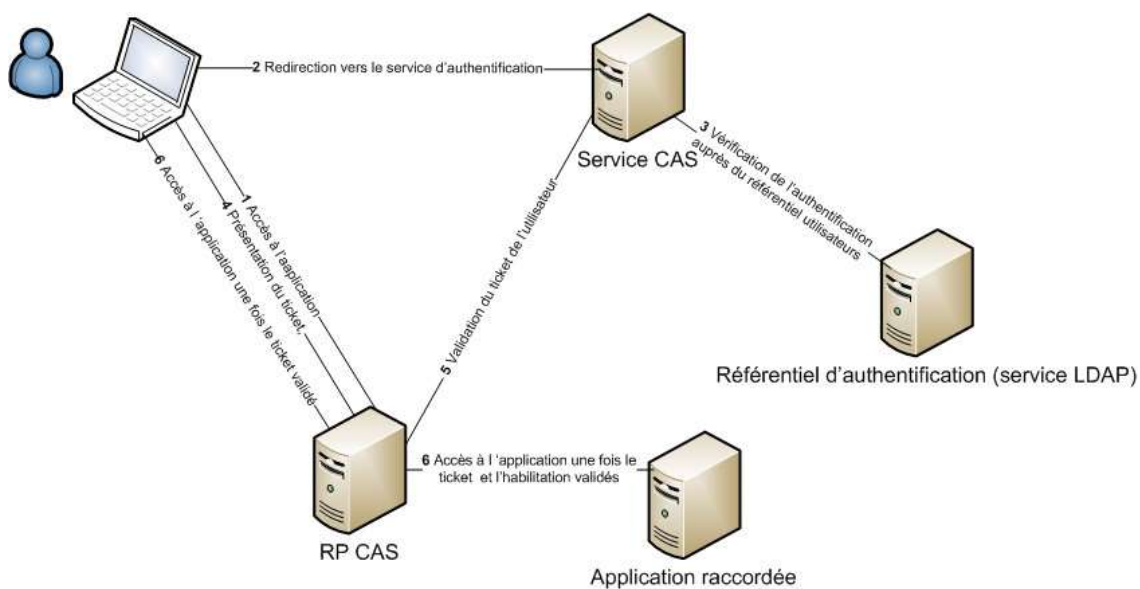 2 Redirection vers le service d'authentification
Service CAS
3 Vérification de l'authentification
auprès du référentiel utilisateurs
1 Accès à l'aaplication
4 Présentation du ticket,
6 Accès à l 'application une fois le ticket validé
5 Validation du ticket de l'utilisateur
Référentiel d'authentification (service LDAP)
6 Accès à l 'application une fois le
ticket et l'habilitation validés
RP CAS
Application raccordée